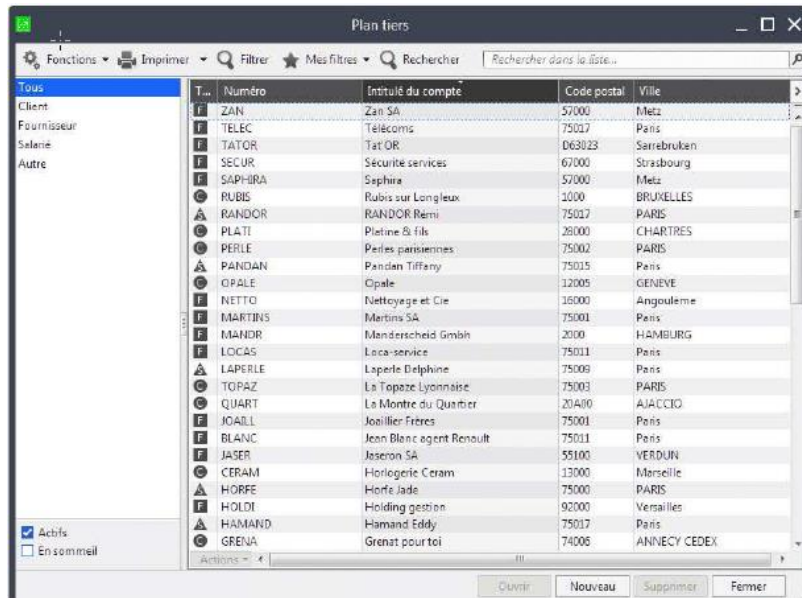 Plan tiers
Fonctions Imprimer Filtrer Mes filtres Rechercher Rechercher dans la liste...
Tous
Client
Fournisseur
Salarié
Autre
T... Numéro Intitulé du compte Code postal Ville
F ZAN Zan SA 57000 Metz
F TELEC Télécoms 75017 Paris
F TATOR Tat'OR D63023 Sarrebruken
F SECUR Sécurité services 67000 Strasbourg
F SAPHIRA Saphira 57000 Metz
C RUBIS Rubis sur Longleux 1000 BRUXELLES
S RANDOR RANDOR Rémi 75017 PARIS
C PLATI Platine & fils 28000 CHARTRES
C PERLE Perles parisiennes 75002 PARIS
S PANDAN Pandan Tiffany 75015 Paris
C OPALE Opale 12005 GENEVE
F NETTO Nettoyage et Cie 16000 Angouleme
F MARTINS Martins SA 75001 Paris
F MANDR Manderscheid Gmbh 2000 HAMBURG
F LOCAS Loca-service 75011 Paris
S LAPERLE Laperle Delphine 75009 Paris
C TOPAZ La Topaze Lyonnaise 75003 PARIS
C QUART La Montre du Quartier 20A00 AJACCIO
F JOAILL Joaillier Frères 75001 Paris
F BLANC Jean Blanc agent Renault 75011 Paris
F JASER Jaseron SA 55100 VERDUN
C CERAM Horlogerie Ceram 13000 Marseille
S HORFE Horfe Jade 75000 PARIS
F HOLDI Holding gestion 92000 Versailles
S HAMAND Hamand Eddy 75017 Paris
C GRENA Grenat pour toi 74006 ANNECY CEDEX
Actifs
En sommeil
Actions
Ouvrir Nouveau Supprimer Fermer